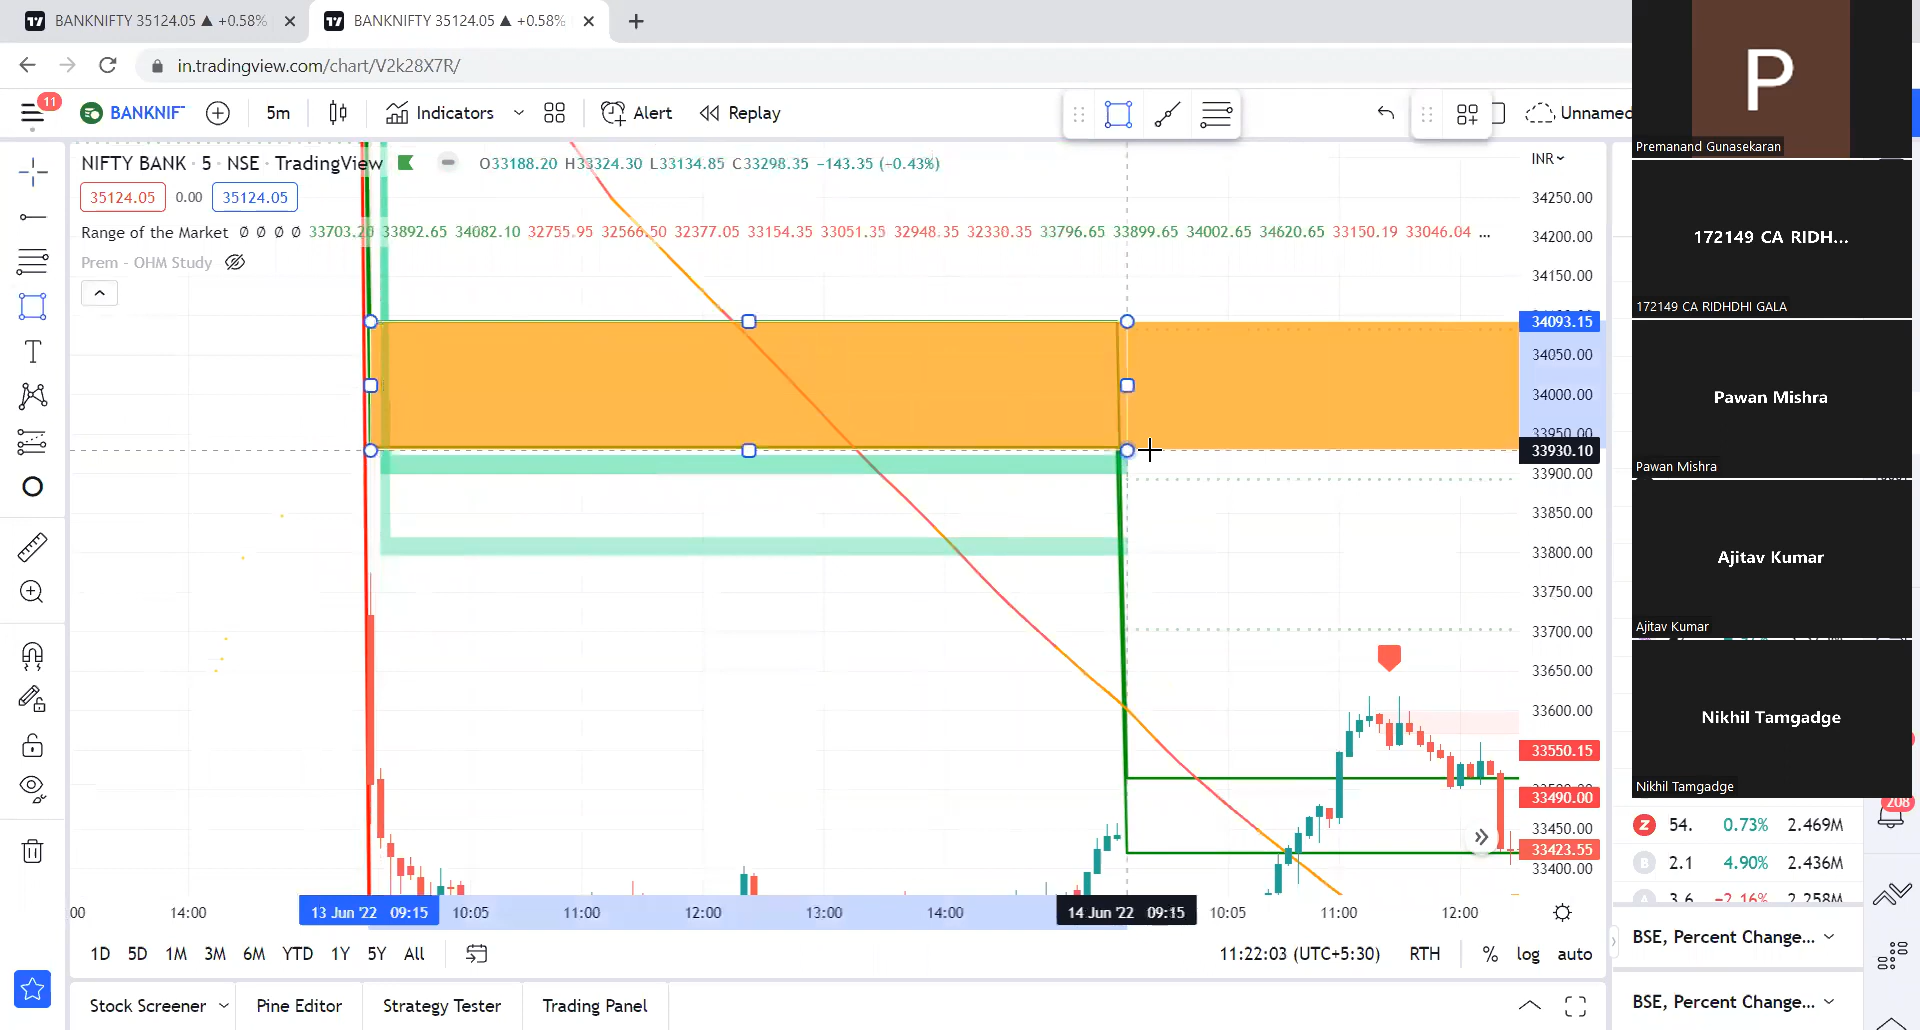 BANKNIFTY 35124.05 ▲ +0.58%
BANKNIFTY 35124.05 ▲ +0.58%
in.tradingview.com/chart/V2k28X7R/
11
BANKNIF
5m
Indicators
Alert
Replay
Unnamed
NIFTY BANK · 5 · NSE · TradingView
O33188.20 H33324.30 L33134.85 C33298.35 −143.35 (−0.43%)
INR
35124.05 0.00 35124.05
Range of the Market Ø Ø Ø Ø 33703.20 33892.65 34082.10 32755.95 32566.50 32377.05 33154.35 33051.35 32948.35 32330.35 33796.65 33899.65 34002.65 34620.65 33150.19 33046.04 ...
Prem - OHM Study
34250.00
34200.00
34150.00
34093.15
34050.00
34000.00
33950.00
33930.10
33900.00
33850.00
33800.00
33750.00
33700.00
33650.00
33600.00
33550.15
33490.00
33450.00
33423.55
33400.00
:00
14:00
13 Jun '22 09:15
10:05
11:00
12:00
13:00
14:00
14 Jun '22 09:15
10:05
11:00
12:00
1D 5D 1M 3M 6M YTD 1Y 5Y All
11:22:03 (UTC+5:30)
RTH
%
log
auto
Stock Screener
Pine Editor
Strategy Tester
Trading Panel
P
Premanand Gunasekaran
172149 CA RIDH...
172149 CA RIDHDHI GALA
Pawan Mishra
Pawan Mishra
Ajitav Kumar
Ajitav Kumar
Nikhil Tamgadge
Nikhil Tamgadge
208
Z 54. 0.73% 2.469M
B 2.1 4.90% 2.436M
3.6 −2.16% 2.258M
BSE, Percent Change...
BSE, Percent Change...